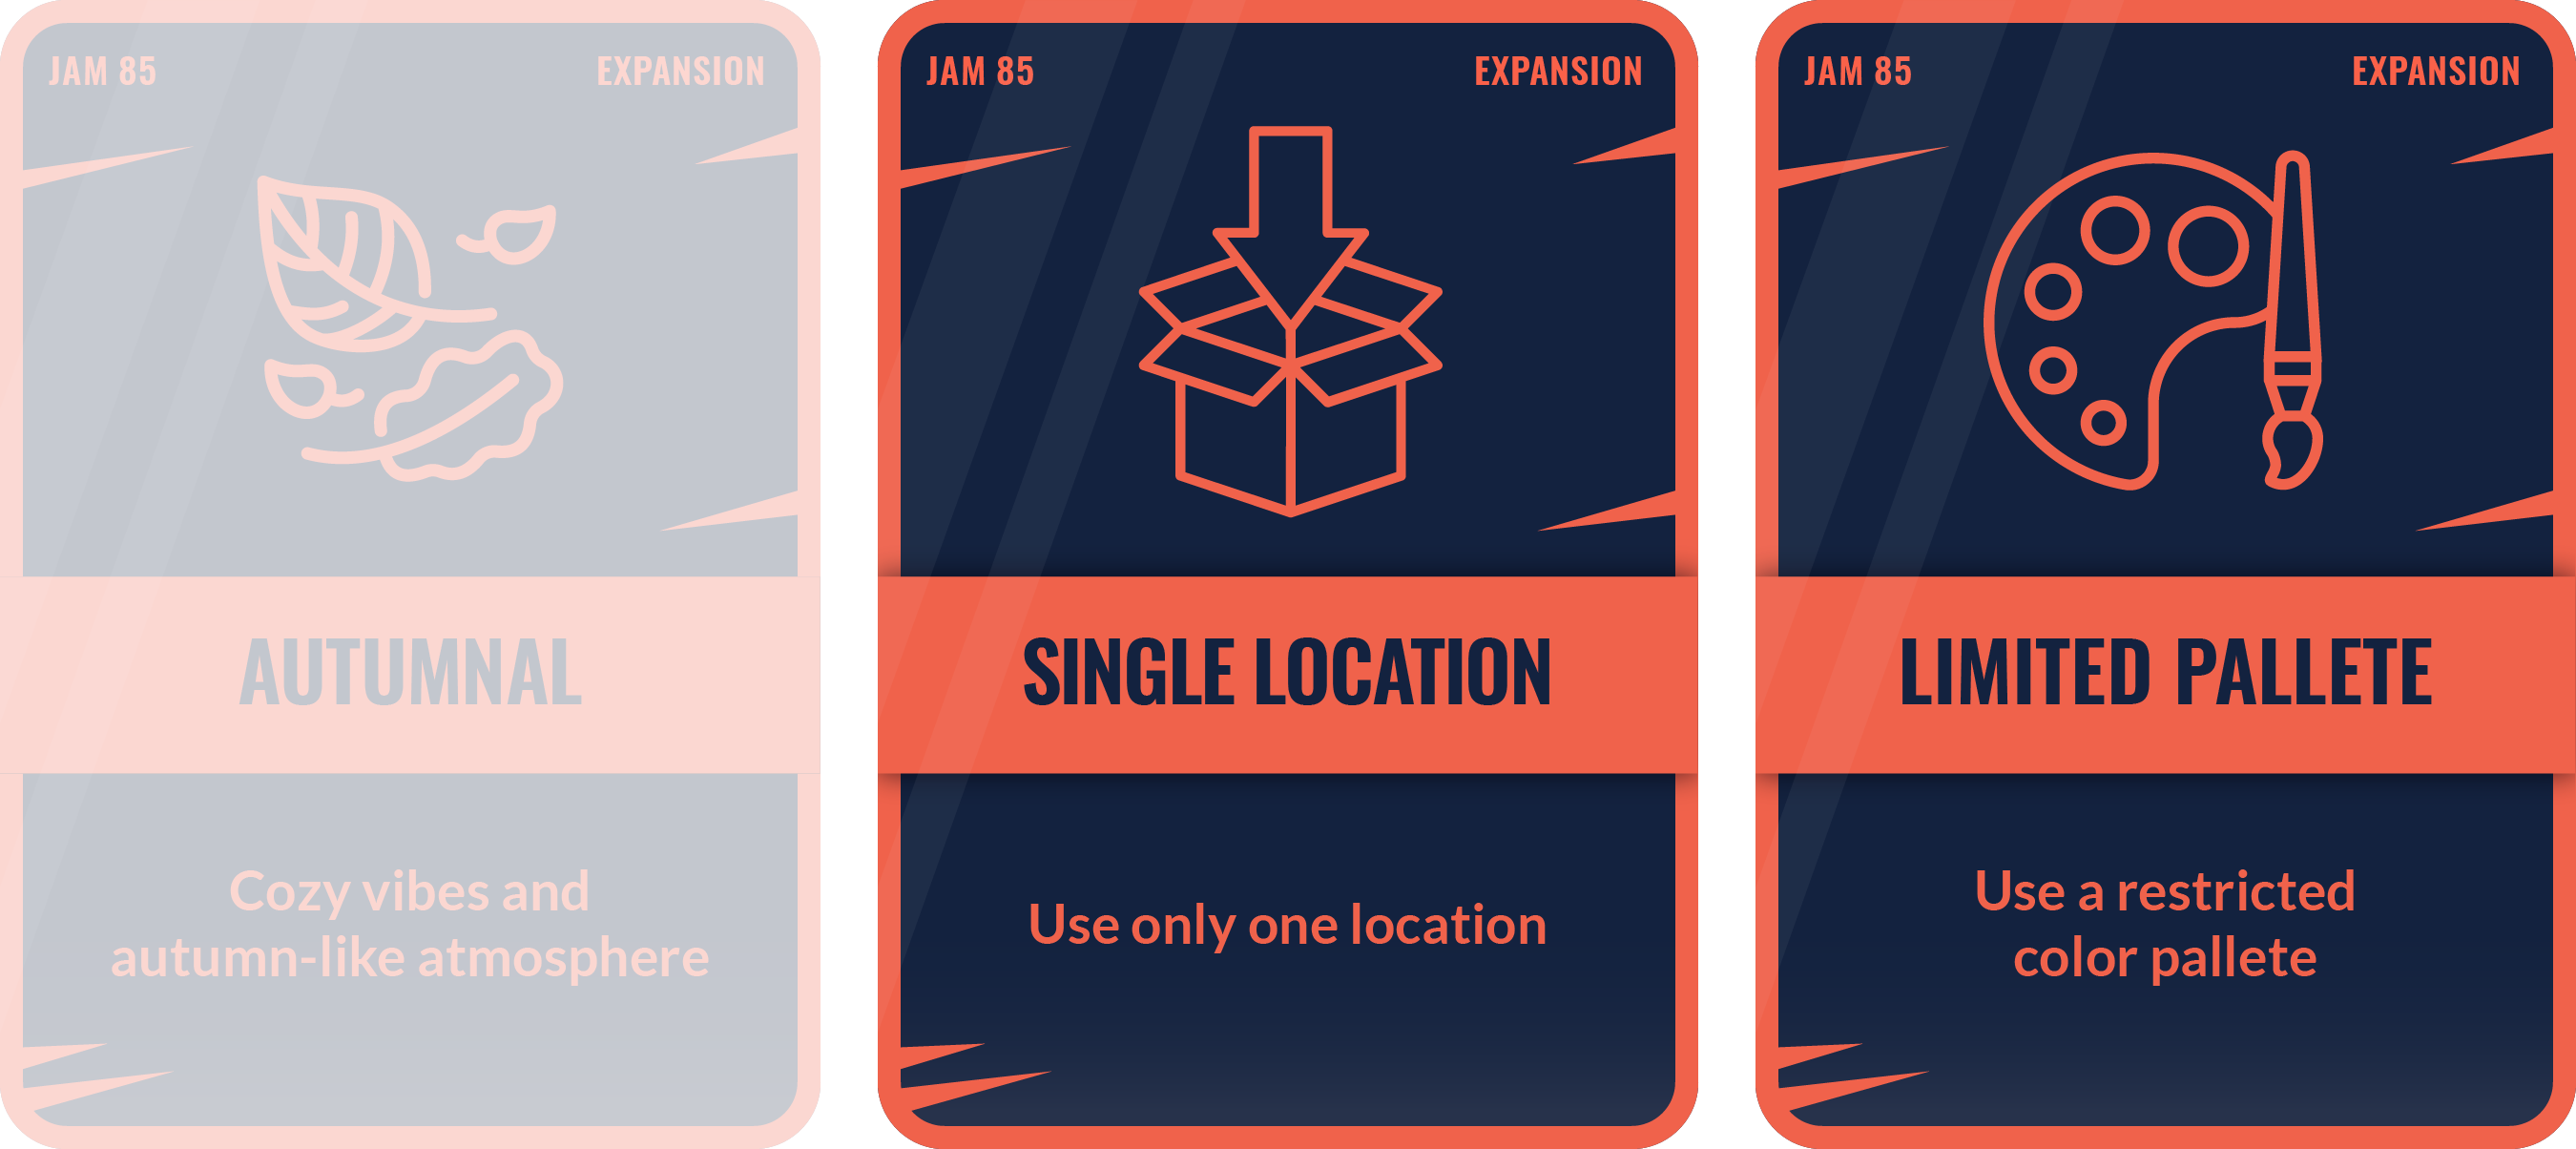 JAM 85
EXPANSION
AUTUMNAL
Cozy vibes and
autumn-like atmosphere
JAM 85
EXPANSION
SINGLE LOCATION
Use only one location
JAM 85
EXPANSION
LIMITED PALLETE
Use a restricted
color pallete